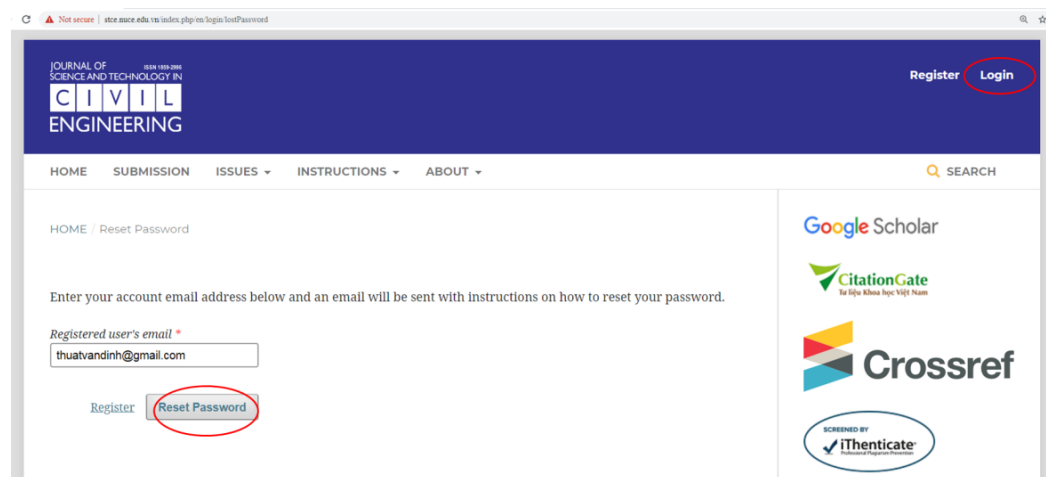 Not secure | stce.nuce.edu.vn/index.php/en/login/lostPassword
JOURNAL OF ISSN 1859-2996
SCIENCE AND TECHNOLOGY IN
CIVIL
ENGINEERING
Register Login
HOME SUBMISSION ISSUES INSTRUCTIONS ABOUT SEARCH
HOME / Reset Password
Enter your account email address below and an email will be sent with instructions on how to reset your password.
Registered user's email *
thuatvandinh@gmail.com
Register Reset Password
Google Scholar
CitationGate
Tư liệu Khoa học Việt Nam
Crossref
SCREENED BY
iThenticate
Professional Plagiarism Prevention